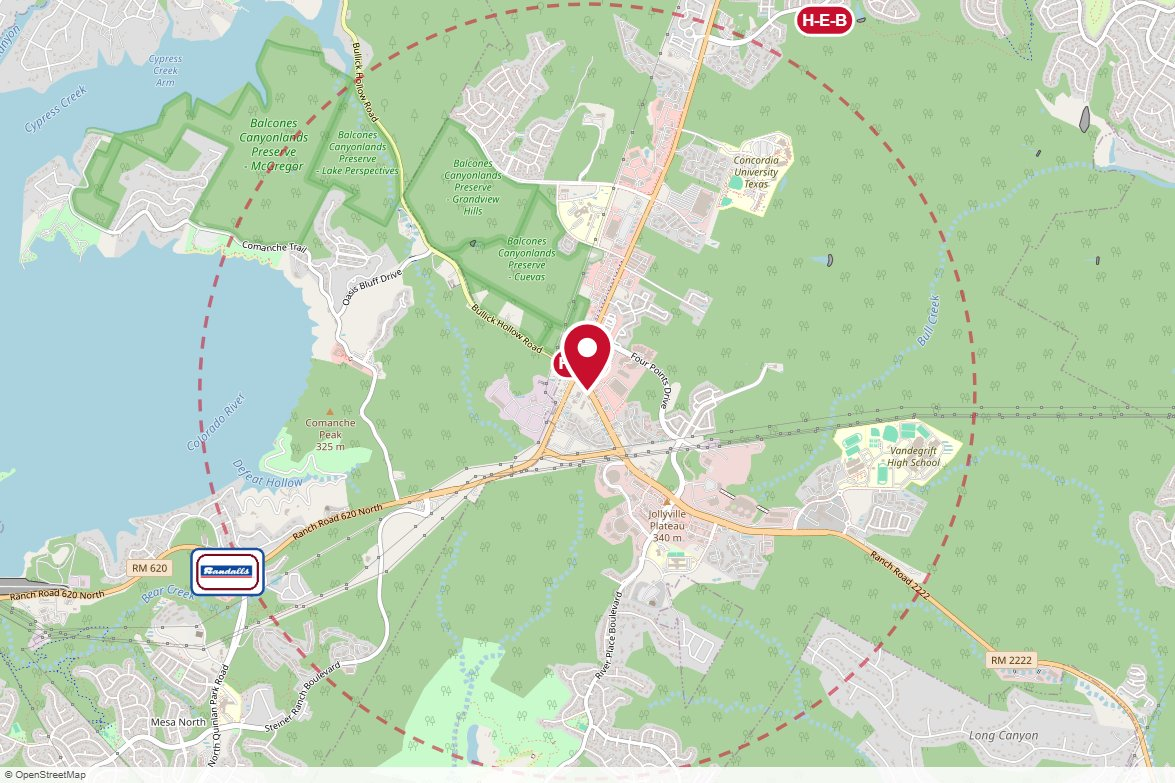 H-E-B
Cypress
Creek
Arm
Cypress Creek
Canyon
Bullick Hollow Road
Balcones
Canyonlands
Preserve
- McGregor
Balcones
Canyonlands
Preserve
- Lake Perspectives
Balcones
Canyonlands
Preserve
- Grandview
Hills
Concordia
University
Texas
Balcones
Canyonlands
Preserve
- Cuevas
Comanche Trail
Oasis Bluff Drive
Bullick Hollow Road
Bull Creek
H
Four Points Drive
Colorado River
Comanche
Peak
325 m
Defeat Hollow
Vandegrift
High School
Ranch Road 620 North
Jollyville
Plateau
340 m
RM 620
Randalls
Ranch Road 620 North
Bear Creek
Ranch Road 2222
River Place Boulevard
RM 2222
Steiner Ranch Boulevard
North Quinlan Park Road
Mesa North
Long Canyon
© OpenStreetMap